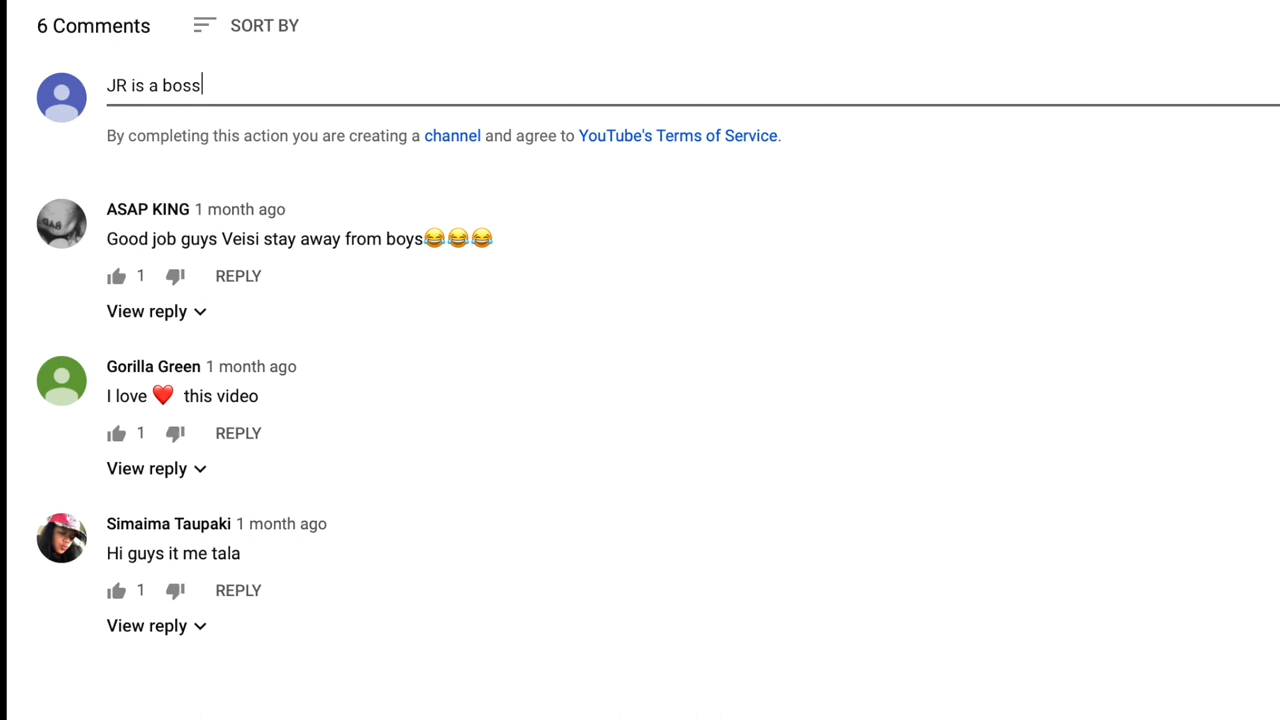 6 Comments SORT BY
JR is a boss
By completing this action you are creating a channel and agree to YouTube's Terms of Service.
ASAP KING 1 month ago
Good job guys Veisi stay away from boys😂😂😂
1 REPLY
View reply
Gorilla Green 1 month ago
I love ❤️ this video
1 REPLY
View reply
Simaima Taupaki 1 month ago
Hi guys it me tala
1 REPLY
View reply